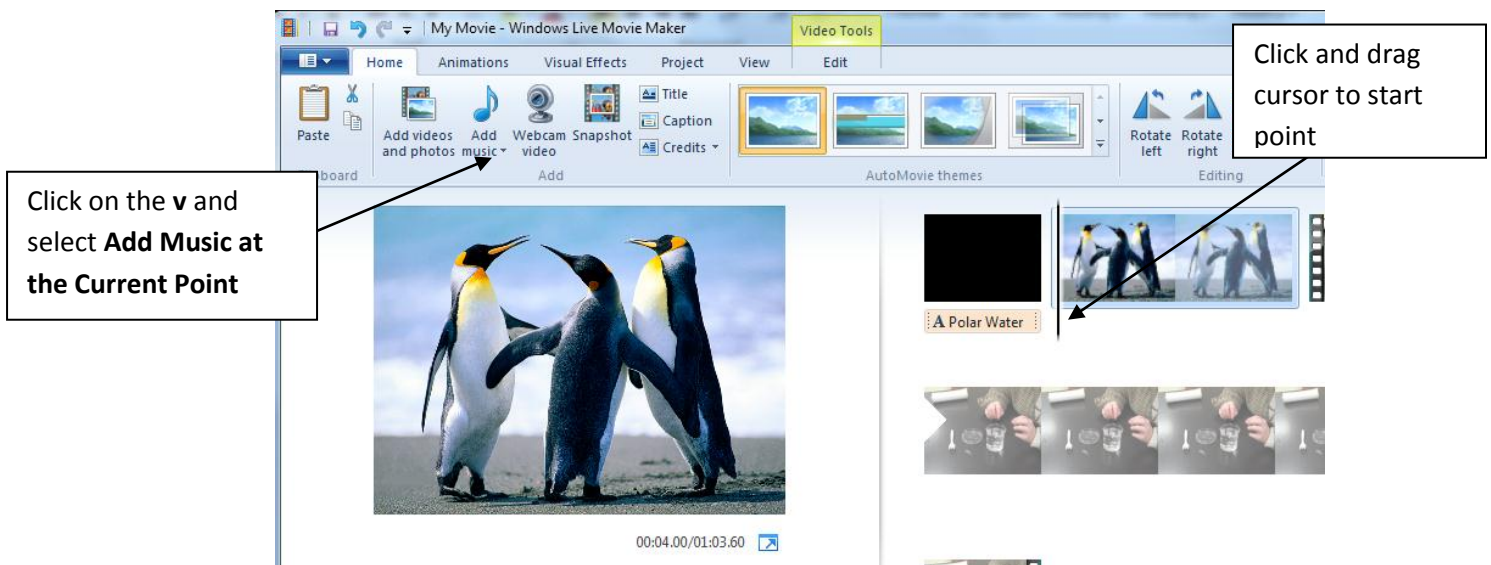 My Movie - Windows Live Movie Maker
Video Tools
Home Animations Visual Effects Project View Edit
Click and drag
cursor to start
point
Paste
Add videos
and photos
Add
music
Webcam
video
Snapshot
Title
Caption
Credits
Rotate
left
Rotate
right
Add
AutoMovie themes
Editing
Click on the v and
select Add Music at
the Current Point
A Polar Water
00:04.00/01:03.60